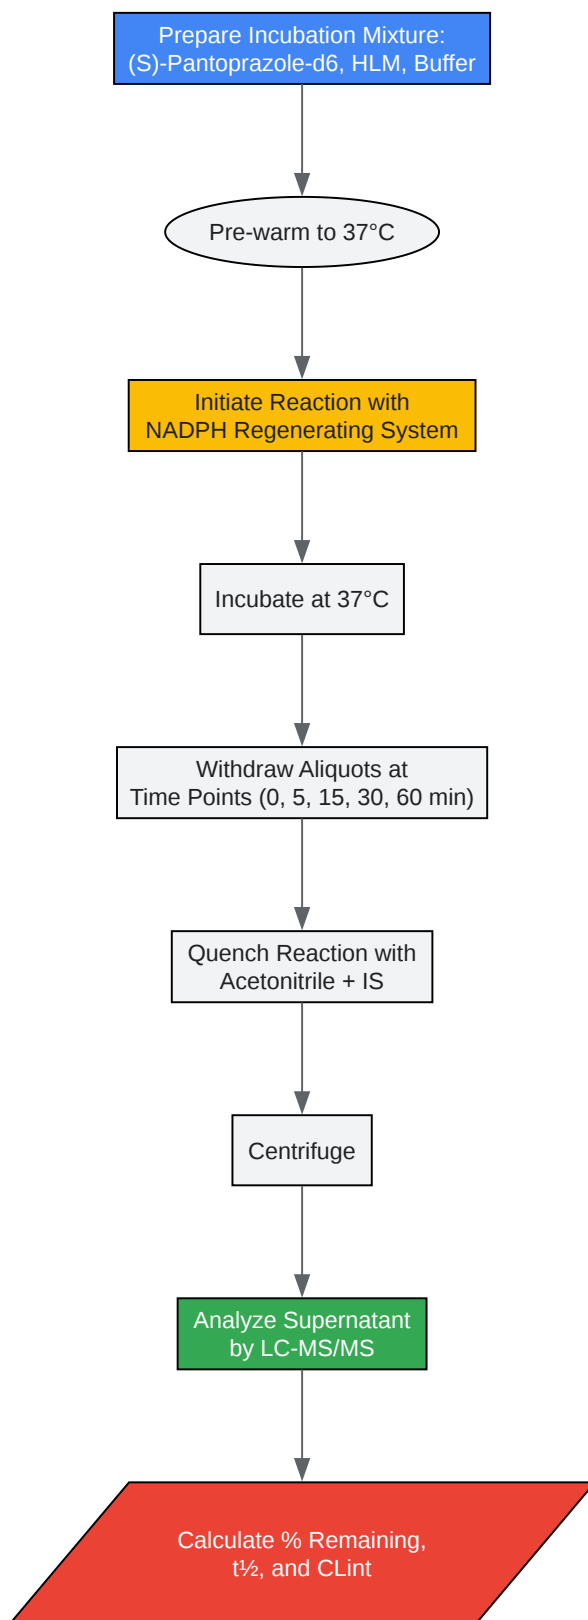 Prepare Incubation Mixture:
(S)-Pantoprazole-d6, HLM, Buffer
Pre-warm to 37°C
Initiate Reaction with
NADPH Regenerating System
Incubate at 37°C
Withdraw Aliquots at
Time Points (0, 5, 15, 30, 60 min)
Quench Reaction with
Acetonitrile + IS
Centrifuge
Analyze Supernatant
by LC-MS/MS
Calculate % Remaining,
t½, and CLint